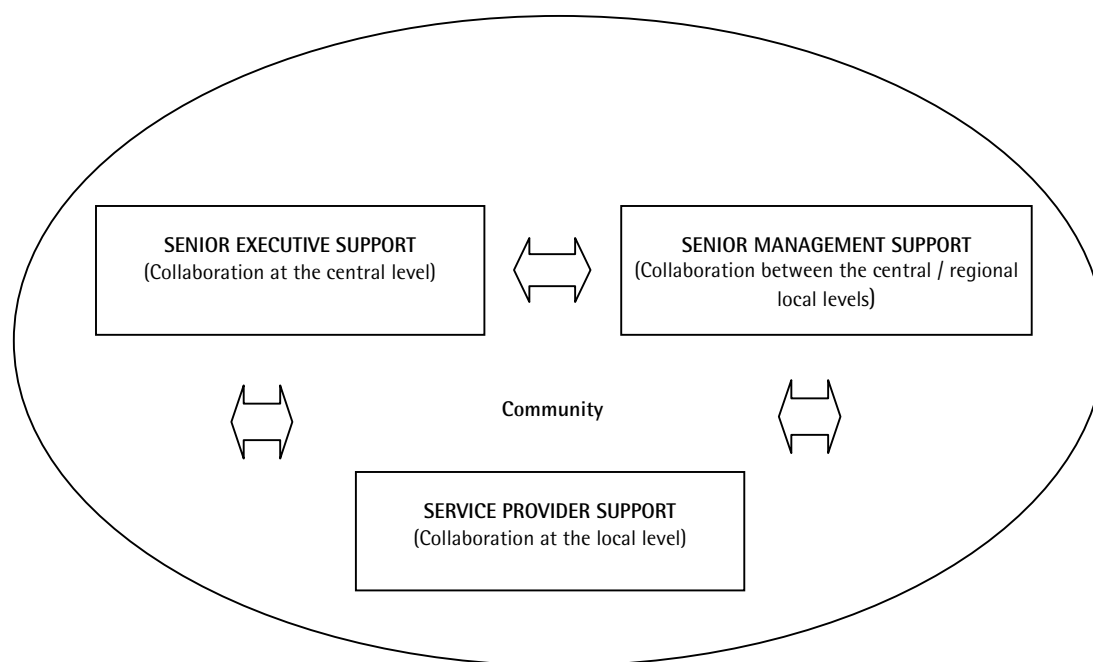 SENIOR EXECUTIVE SUPPORT
(Collaboration at the central level)
SENIOR MANAGEMENT SUPPORT
(Collaboration between the central / regional
local levels)
Community
SERVICE PROVIDER SUPPORT
(Collaboration at the local level)